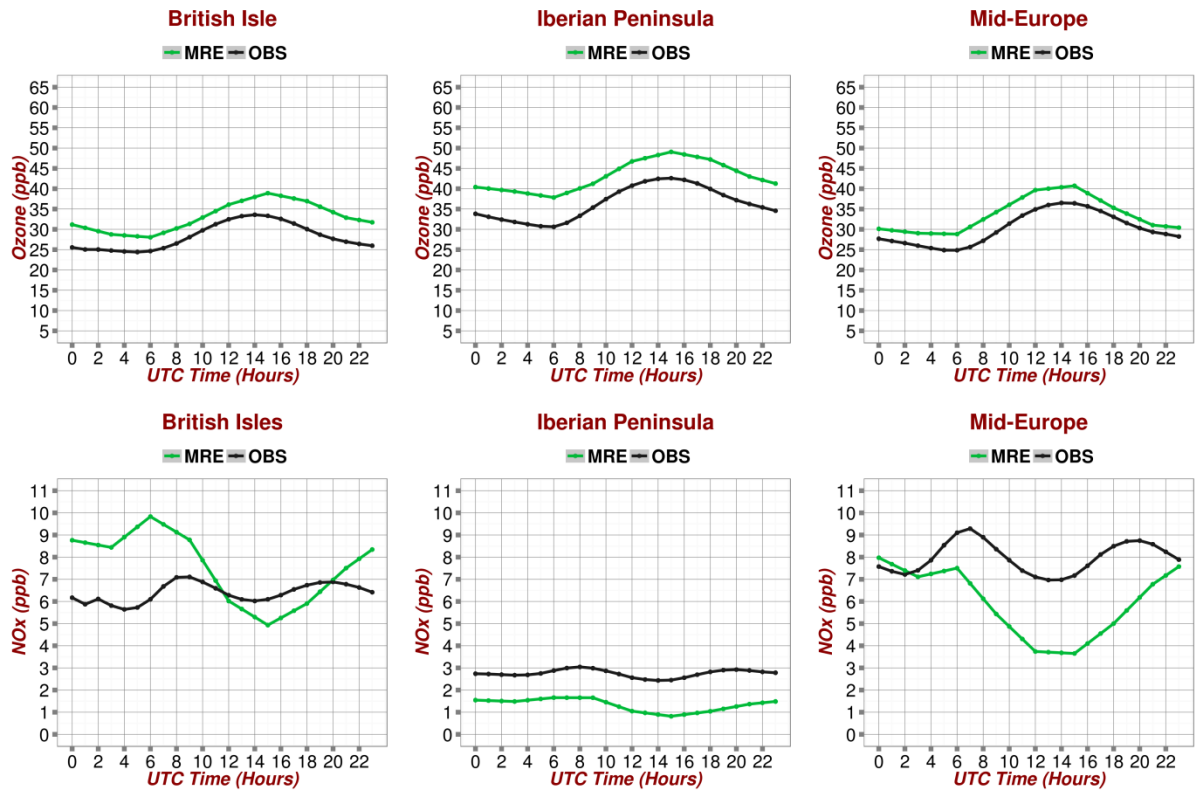 British Isle
MRE OBS
Ozone (ppb)
65
60
55
50
45
40
35
30
25
20
15
10
5
0 2 4 6 8 10 12 14 16 18 20 22
UTC Time (Hours)
Iberian Peninsula
MRE OBS
Ozone (ppb)
65
60
55
50
45
40
35
30
25
20
15
10
5
0 2 4 6 8 10 12 14 16 18 20 22
UTC Time (Hours)
Mid-Europe
MRE OBS
Ozone (ppb)
65
60
55
50
45
40
35
30
25
20
15
10
5
0 2 4 6 8 10 12 14 16 18 20 22
UTC Time (Hours)
British Isles
MRE OBS
NOx (ppb)
11
10
9
8
7
6
5
4
3
2
1
0
0 2 4 6 8 10 12 14 16 18 20 22
UTC Time (Hours)
Iberian Peninsula
MRE OBS
NOx (ppb)
11
10
9
8
7
6
5
4
3
2
1
0
0 2 4 6 8 10 12 14 16 18 20 22
UTC Time (Hours)
Mid-Europe
MRE OBS
NOx (ppb)
11
10
9
8
7
6
5
4
3
2
1
0
0 2 4 6 8 10 12 14 16 18 20 22
UTC Time (Hours)